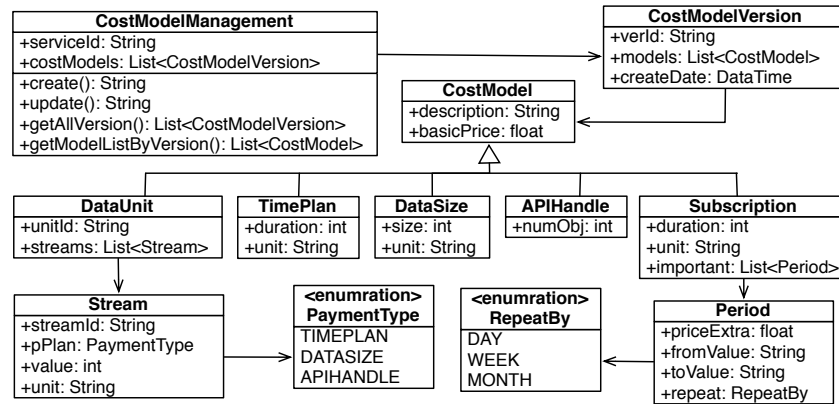 CostModelManagement
+serviceId: String
+costModels: List<CostModelVersion>
+create(): String
+update(): String
+getAllVersion(): List<CostModelVersion>
+getModelListByVersion(): List<CostModel>
CostModelVersion
+verId: String
+models: List<CostModel>
+createDate: DataTime
CostModel
+description: String
+basicPrice: float
DataUnit
+unitId: String
+streams: List<Stream>
TimePlan
+duration: int
+unit: String
DataSize
+size: int
+unit: String
APIHandle
+numObj: int
Subscription
+duration: int
+unit: String
+important: List<Period>
Stream
+streamId: String
+pPlan: PaymentType
+value: int
+unit: String
<enumration>
PaymentType
TIMEPLAN
DATASIZE
APIHANDLE
<enumration>
RepeatBy
DAY
WEEK
MONTH
Period
+priceExtra: float
+fromValue: String
+toValue: String
+repeat: RepeatBy